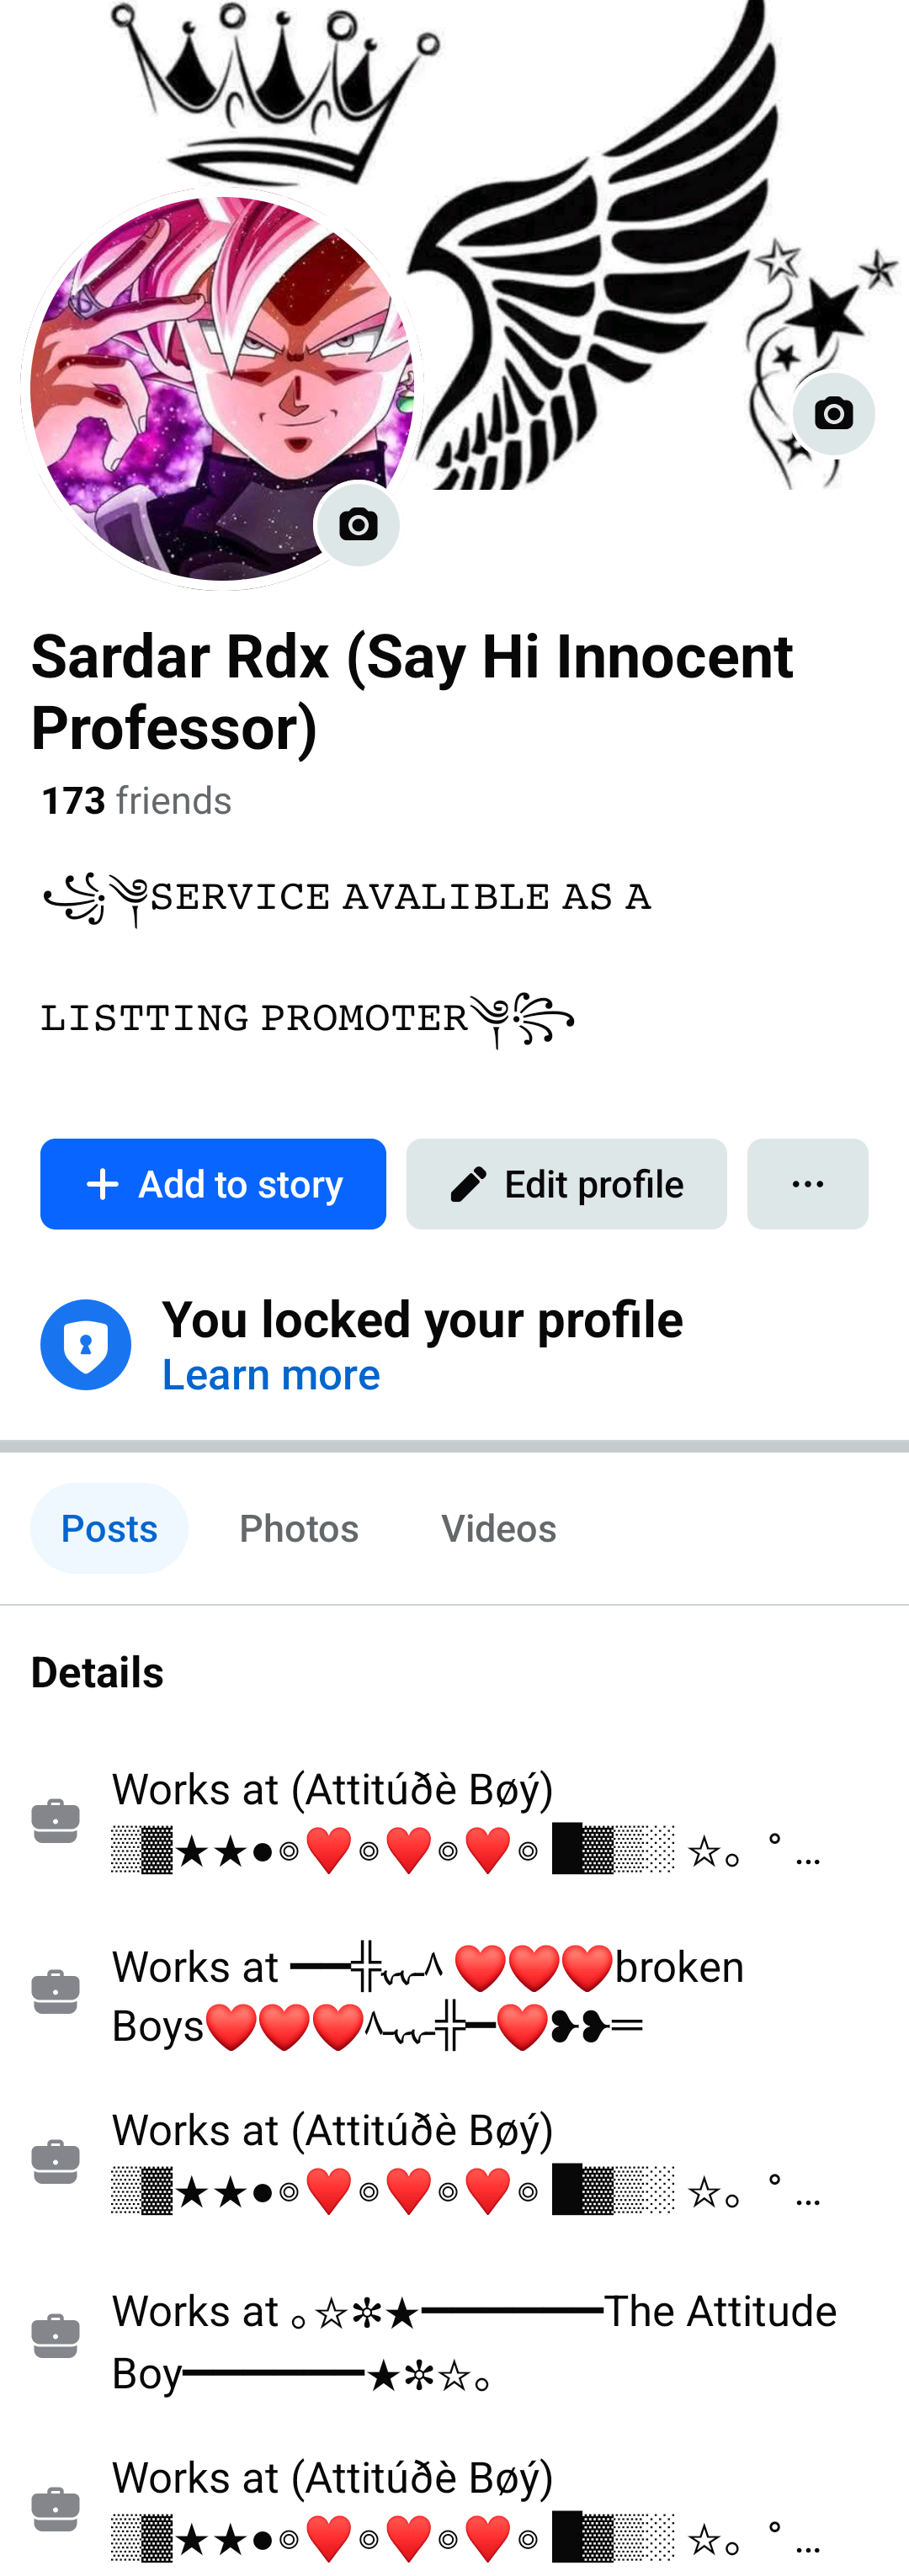 Sardar Rdx (Say Hi Innocent
Professor)
173 friends
꧁༒SERVICE AVALIBLE AS A
LISTTING PROMOTER༒꧂
Add to story
Edit profile
You locked your profile
Learn more
Posts
Photos
Videos
Details
Works at (Attitúðè Bøý)
▒▓★★●๏❤️๏❤️๏❤️๏ █▓▒░ ☆。˚ ...
Works at ━━╬٨ـﮩﮩ❤️❤️❤️broken
Boys❤️❤️❤️٨ـﮩﮩـ╬━❤️❥❥═
Works at (Attitúðè Bøý)
▒▓★★●๏❤️๏❤️๏❤️๏ █▓▒░ ☆。˚ ...
Works at 。☆✼★━━━━━━The Attitude
Boy━━━━━━★✼☆。
Works at (Attitúðè Bøý)
▒▓★★●๏❤️๏❤️๏❤️๏ █▓▒░ ☆。˚ ...